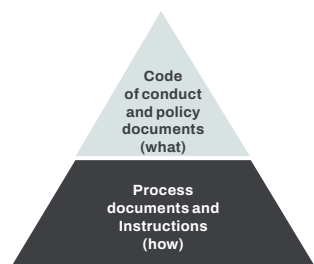 Code
of conduct
and policy
documents
(what)
Process
documents and
Instructions
(how)